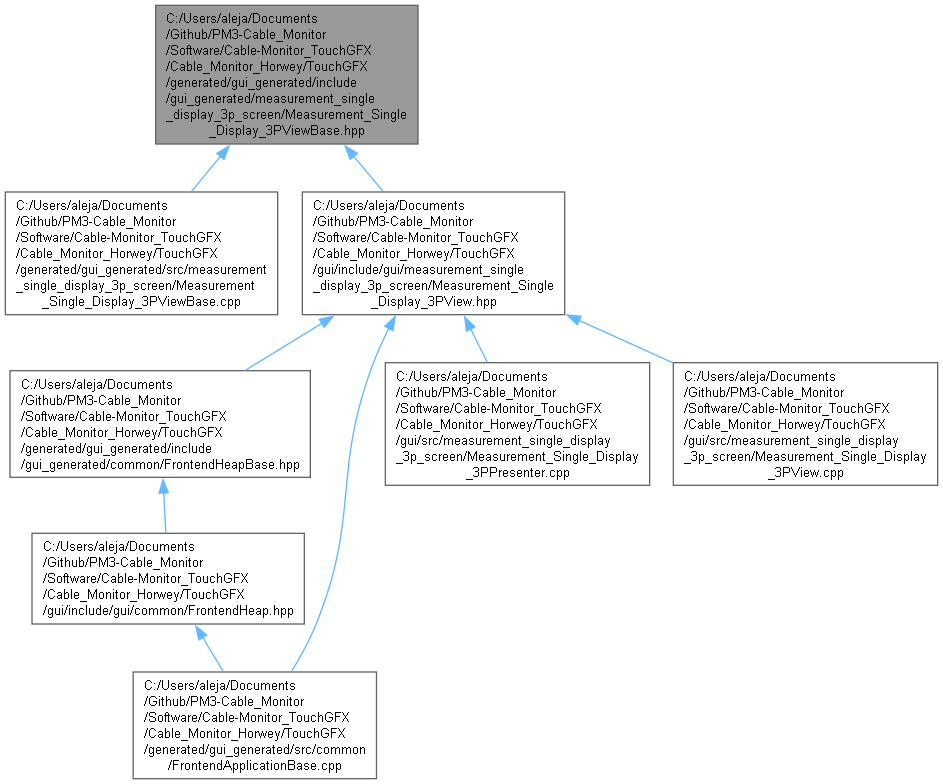 C:/Users/aleja/Documents
/Github/PM3-Cable_Monitor
/Software/Cable-Monitor_TouchGFX
/Cable_Monitor_Horwey/TouchGFX
/generated/gui_generated/include
/gui_generated/measurement_single
_display_3p_screen/Measurement_Single
_Display_3PViewBase.hpp
C:/Users/aleja/Documents
/Github/PM3-Cable_Monitor
/Software/Cable-Monitor_TouchGFX
/Cable_Monitor_Horwey/TouchGFX
/generated/gui_generated/src/measurement
_single_display_3p_screen/Measurement
_Single_Display_3PViewBase.cpp
C:/Users/aleja/Documents
/Github/PM3-Cable_Monitor
/Software/Cable-Monitor_TouchGFX
/Cable_Monitor_Horwey/TouchGFX
/gui/include/gui/measurement_single
_display_3p_screen/Measurement_Single
_Display_3PView.hpp
C:/Users/aleja/Documents
/Github/PM3-Cable_Monitor
/Software/Cable-Monitor_TouchGFX
/Cable_Monitor_Horwey/TouchGFX
/generated/gui_generated/include
/gui_generated/common/FrontendHeapBase.hpp
C:/Users/aleja/Documents
/Github/PM3-Cable_Monitor
/Software/Cable-Monitor_TouchGFX
/Cable_Monitor_Horwey/TouchGFX
/gui/src/measurement_single_display
_3p_screen/Measurement_Single_Display
_3PPresenter.cpp
C:/Users/aleja/Documents
/Github/PM3-Cable_Monitor
/Software/Cable-Monitor_TouchGFX
/Cable_Monitor_Horwey/TouchGFX
/gui/src/measurement_single_display
_3p_screen/Measurement_Single_Display
_3PView.cpp
C:/Users/aleja/Documents
/Github/PM3-Cable_Monitor
/Software/Cable-Monitor_TouchGFX
/Cable_Monitor_Horwey/TouchGFX
/gui/include/gui/common/FrontendHeap.hpp
C:/Users/aleja/Documents
/Github/PM3-Cable_Monitor
/Software/Cable-Monitor_TouchGFX
/Cable_Monitor_Horwey/TouchGFX
/generated/gui_generated/src/common
/FrontendApplicationBase.cpp